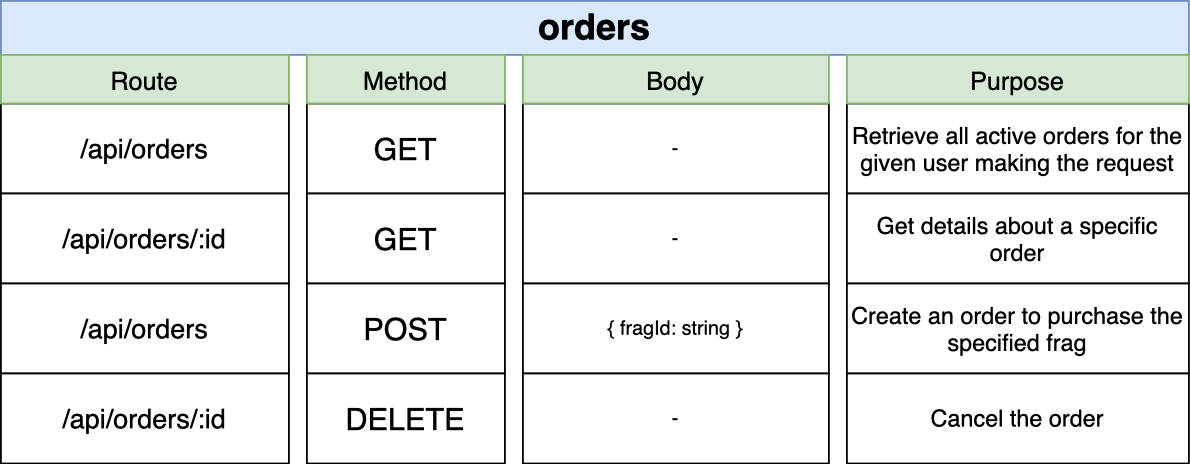 orders
Route Method Body Purpose
/api/orders GET - Retrieve all active orders for the
given user making the request
/api/orders/:id GET - Get details about a specific
order
/api/orders POST { fragId: string } Create an order to purchase the
specified frag
/api/orders/:id DELETE - Cancel the order